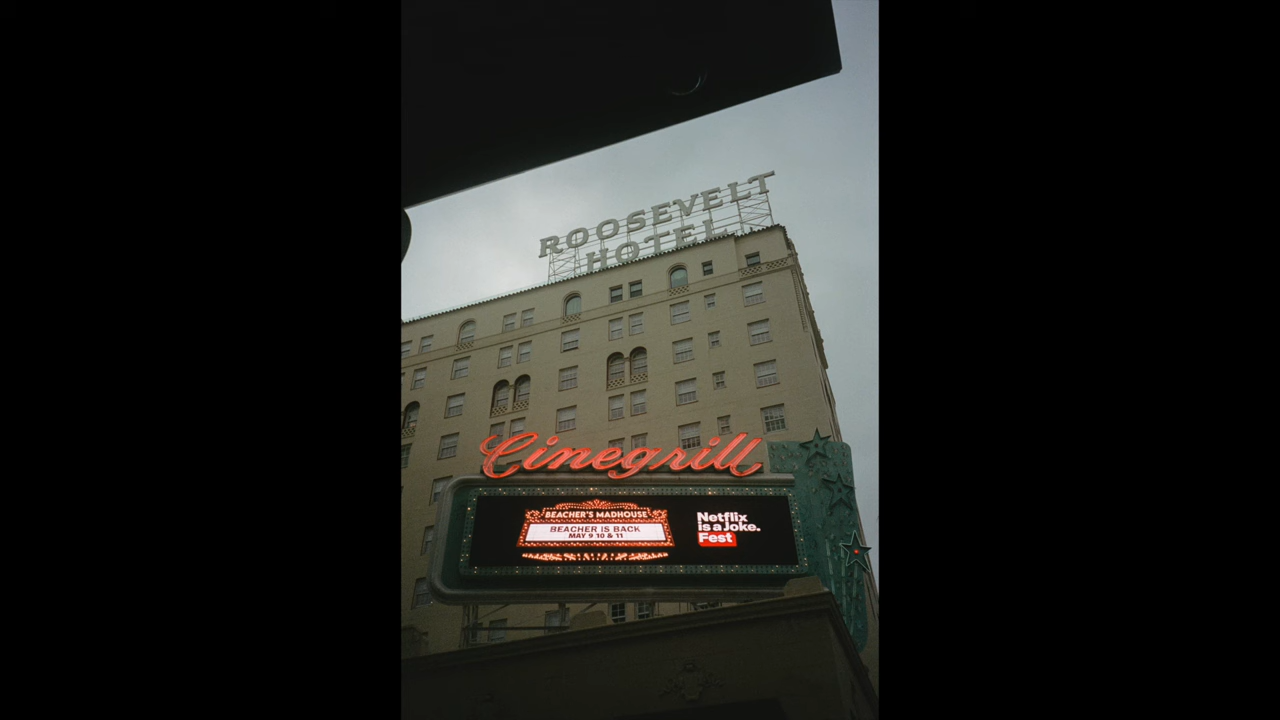 ROOSEVELT
HOTEL
Cinegrill
BEACHER'S MADHOUSE
BEACHER IS BACK
MAY 9 10 & 11
Netflix
is a Joke.
Fest